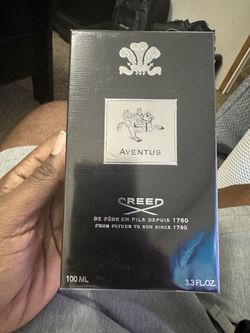 AVENTUS
CREED
DE PÈRE EN FILS DEPUIS 1760
FROM FATHER TO SON SINCE 1760
100 ML 3.3 FL.OZ.